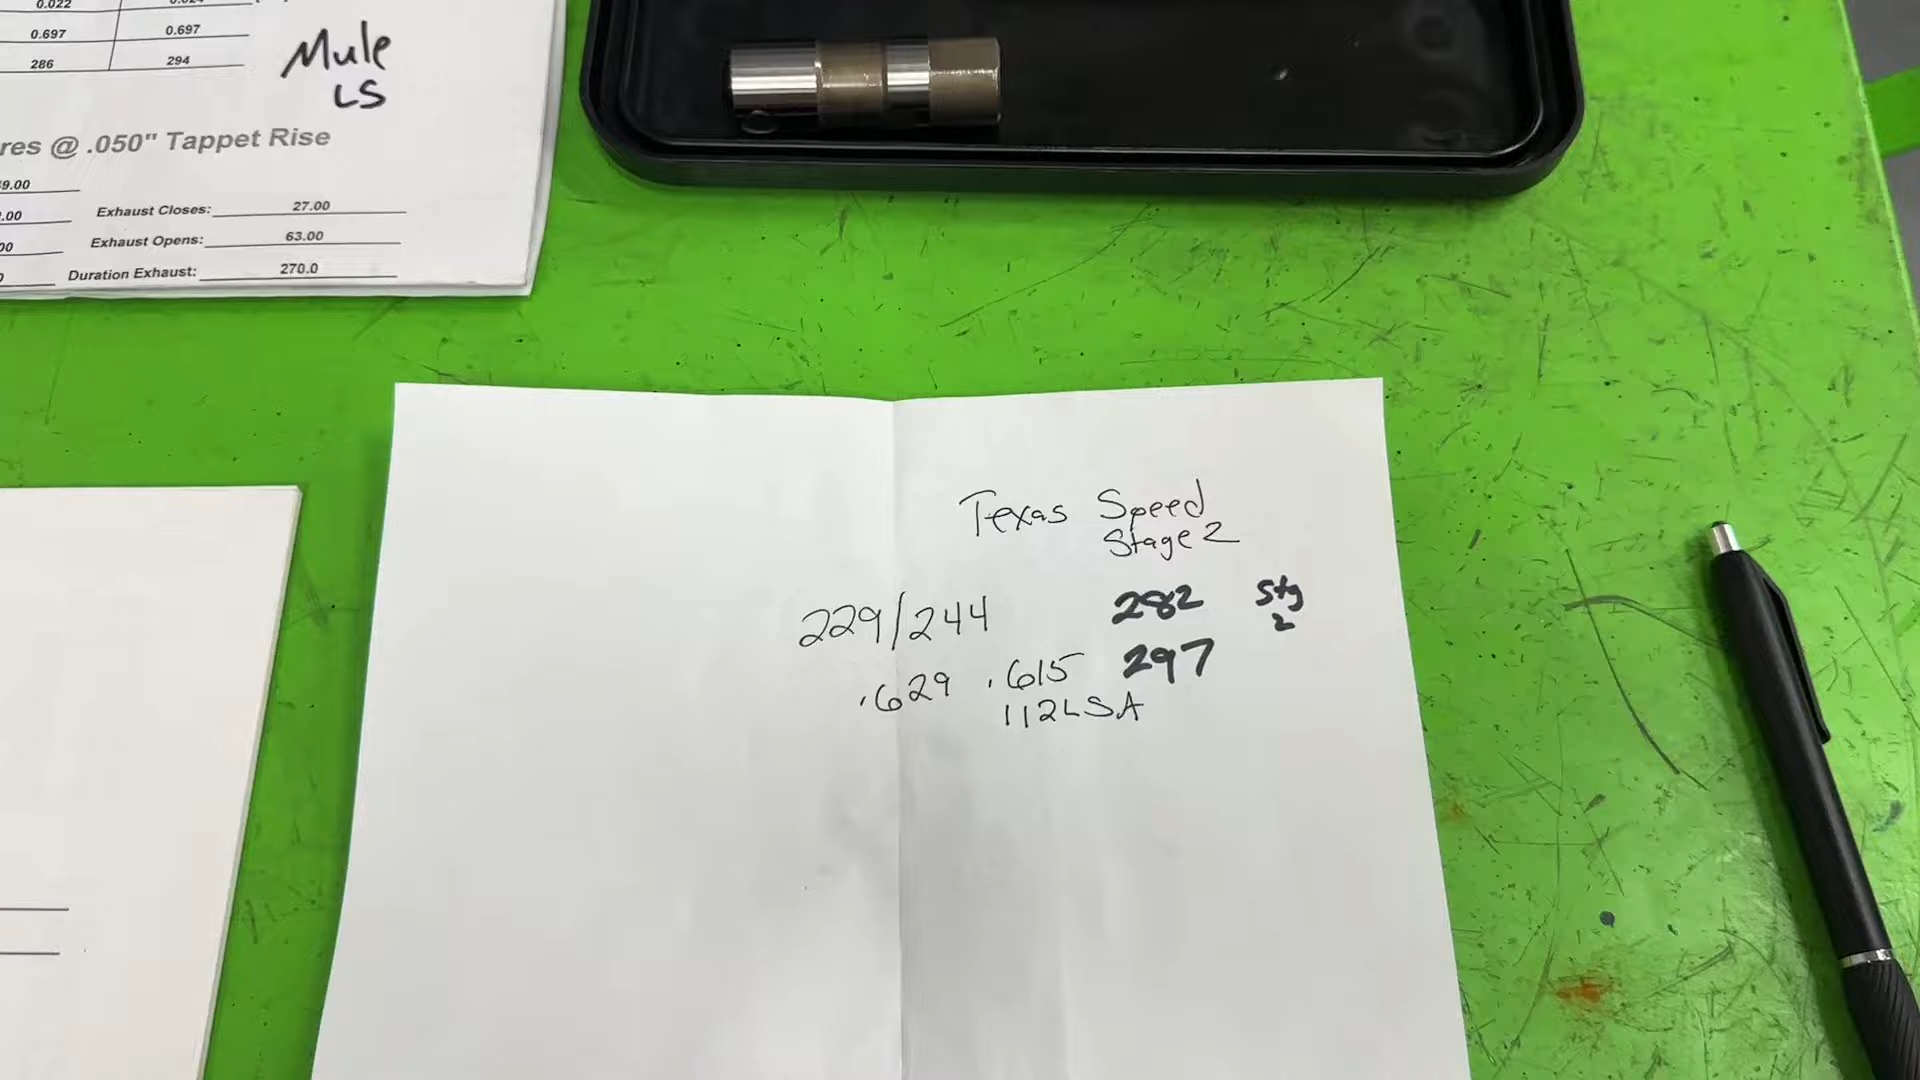 0.022
0.697 0.697
286 294
Mule
LS
res @ .050" Tappet Rise
9.00
.00 Exhaust Closes: 27.00
00 Exhaust Opens: 63.00
Duration Exhaust: 270.0
Texas Speed
Stage 2
229/244 282 Stg
2
.629 .615 297
112LSA